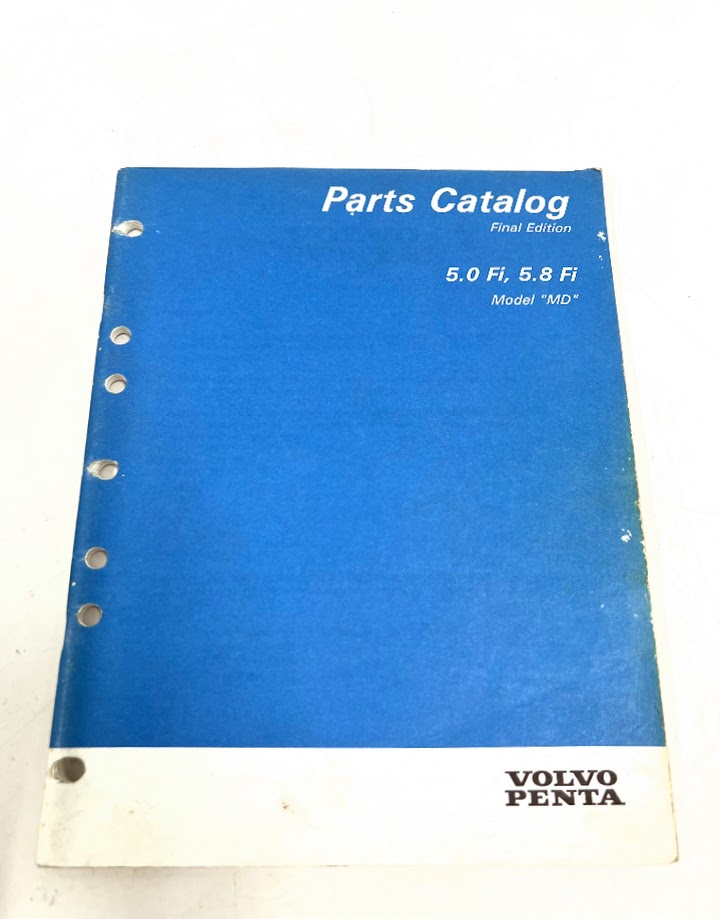 Parts Catalog
Final Edition
5.0 Fi, 5.8 Fi
Model "MD"
VOLVO
PENTA